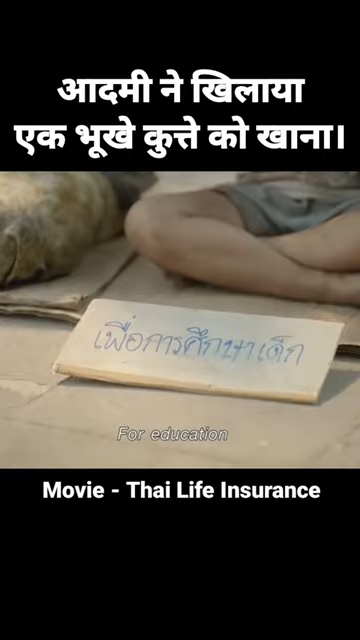 आदमी ने खिलाया
एक भूखे कुत्ते को खाना।
เพื่อการศึกษาเด็ก
For education
Movie - Thai Life Insurance